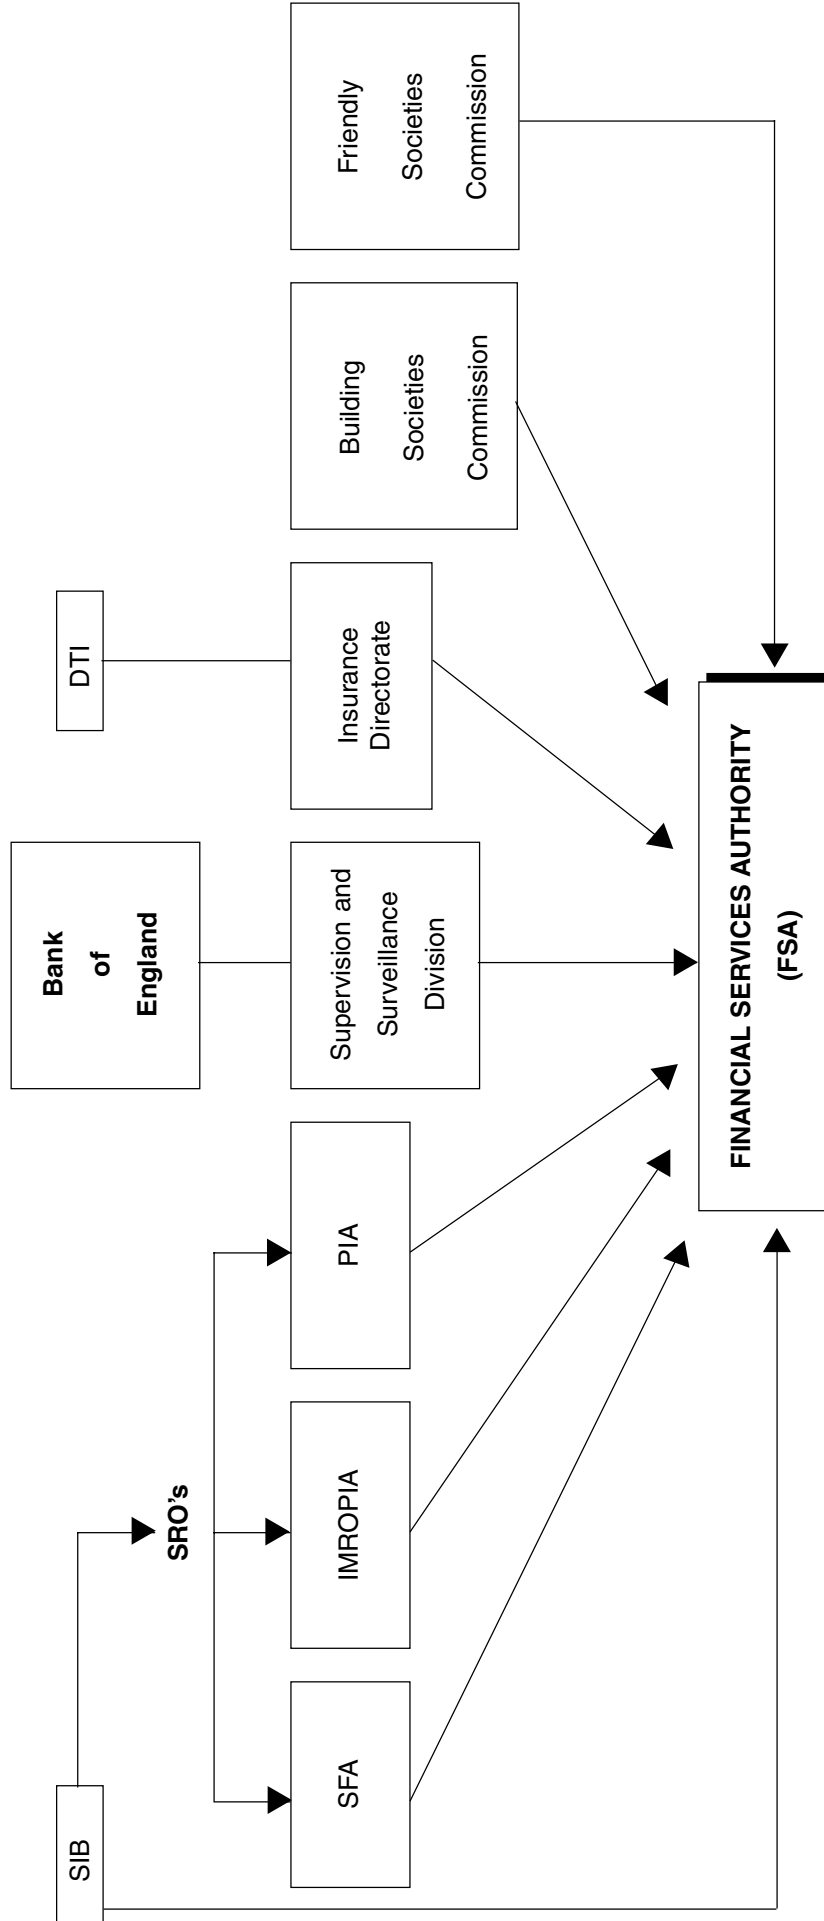 SIB
SRO's
SFA
IMROPIA
PIA
Bank
of
England
Supervision and
Surveillance
Division
DTI
Insurance
Directorate
Building
Societies
Commission
Friendly
Societies
Commission
FINANCIAL SERVICES AUTHORITY
(FSA)